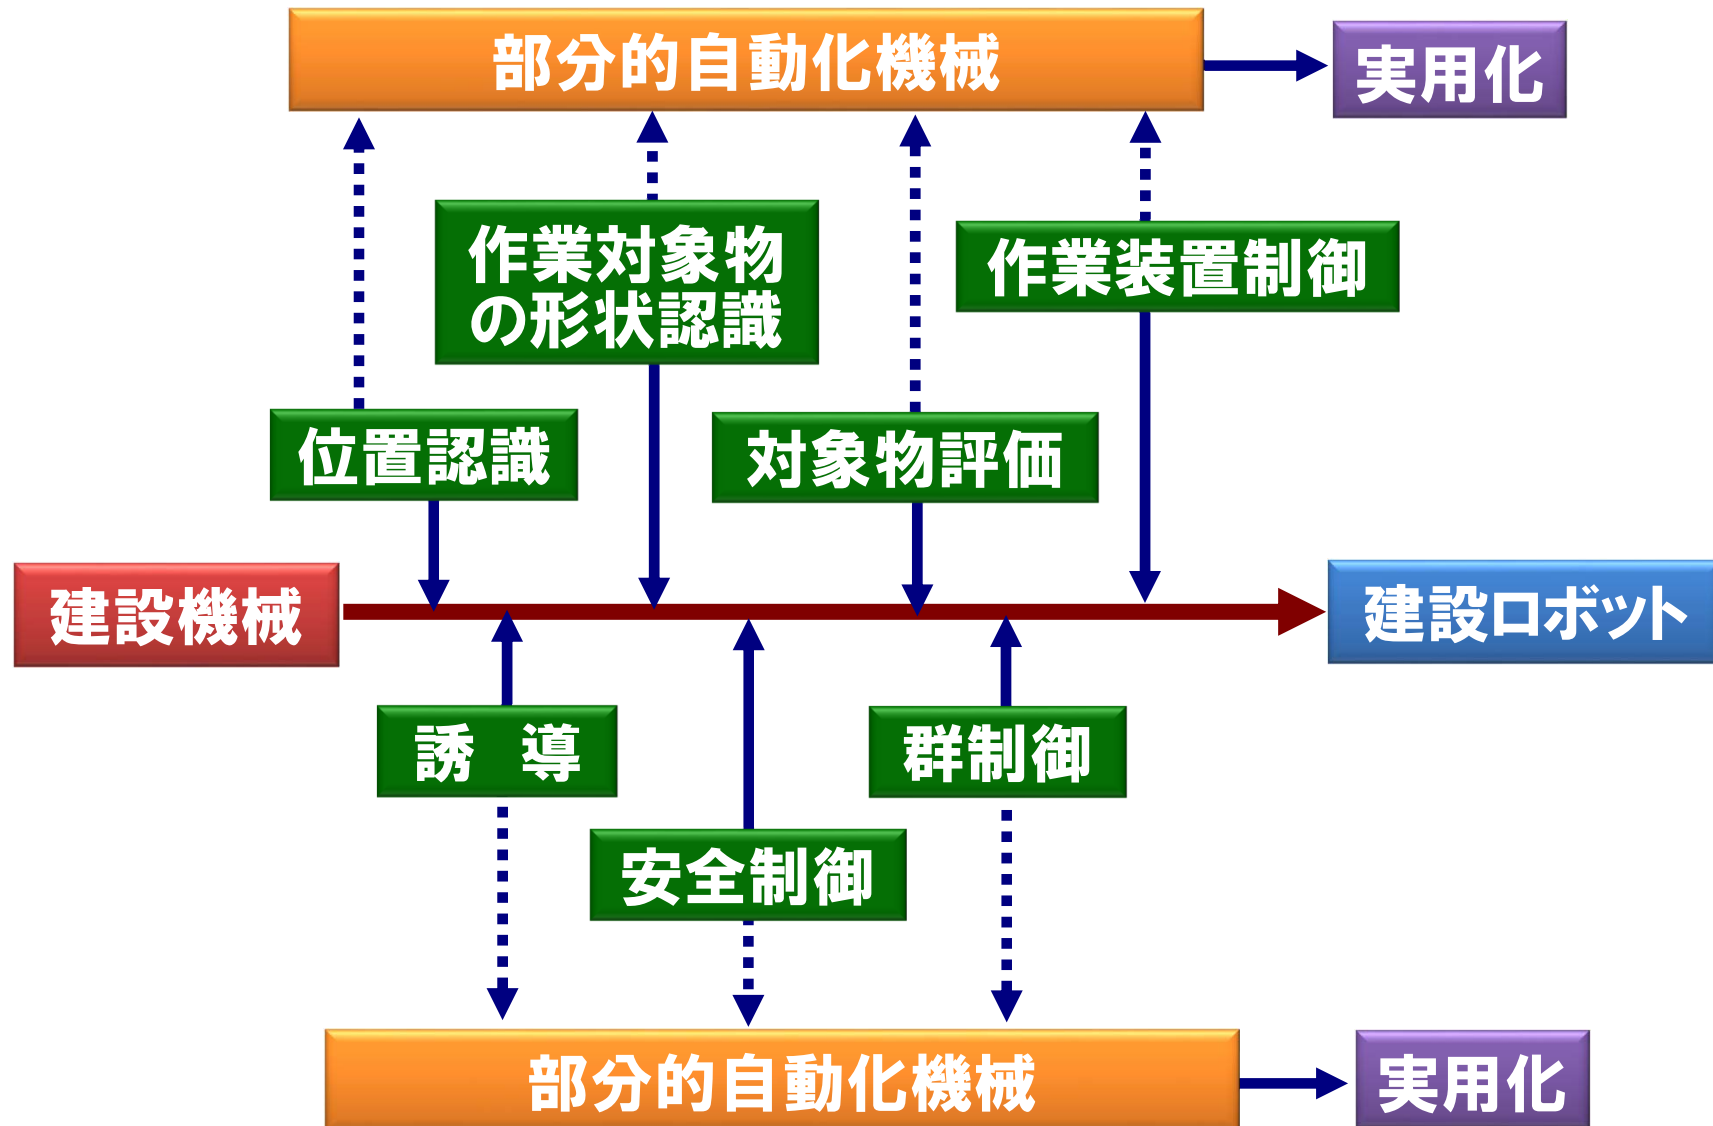 部分的自動化機械
実用化
作業対象物
の形状認識
作業装置制御
位置認識
対象物評価
建設機械
建設ロボット
誘　導
群制御
安全制御
部分的自動化機械
実用化